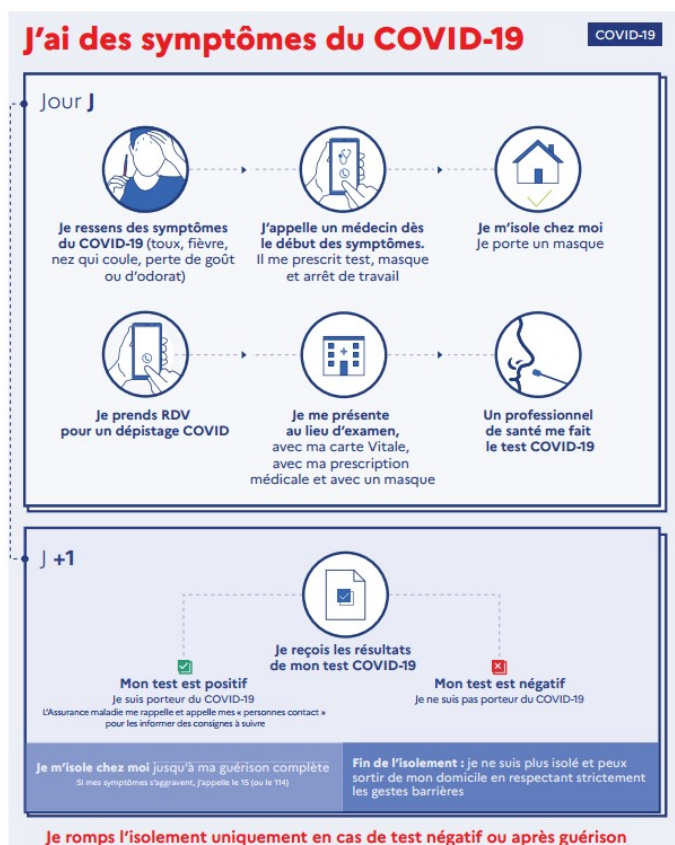 J'ai des symptômes du COVID-19
COVID-19
Jour J
Je ressens des symptômes
du COVID-19 (toux, fièvre,
nez qui coule, perte de goût
ou d'odorat)
J'appelle un médecin dès
le début des symptômes.
Il me prescrit test, masque
et arrêt de travail
Je m'isole chez moi
Je porte un masque
Je prends RDV
pour un dépistage COVID
Je me présente
au lieu d'examen,
avec ma carte Vitale,
avec ma prescription
médicale et avec un masque
Un professionnel
de santé me fait
le test COVID-19
J +1
Je reçois les résultats
de mon test COVID-19
Mon test est positif
Je suis porteur du COVID-19
L'Assurance maladie me rappelle et appelle mes « personnes contact »
pour les informer des consignes à suivre
Mon test est négatif
Je ne suis pas porteur du COVID-19
Je m'isole chez moi jusqu'à ma guérison complète
Si mes symptômes s'aggravent, j'appelle le 15 (ou le 114)
Fin de l'isolement : je ne suis plus isolé et peux
sortir de mon domicile en respectant strictement
les gestes barrières
Je romps l'isolement uniquement en cas de test négatif ou après guérison